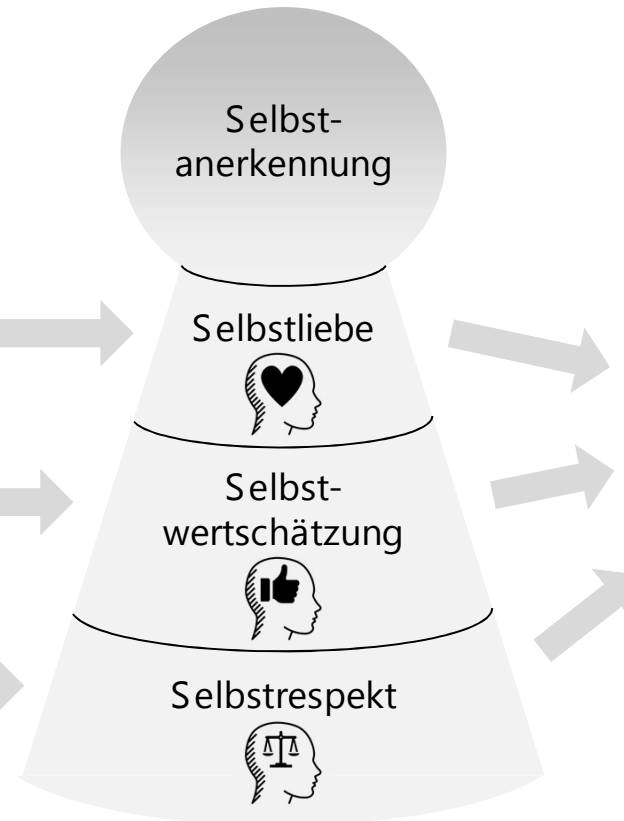 Selbst-
anerkennung
Selbstliebe
Selbst-
wertschätzung
Selbstrespekt